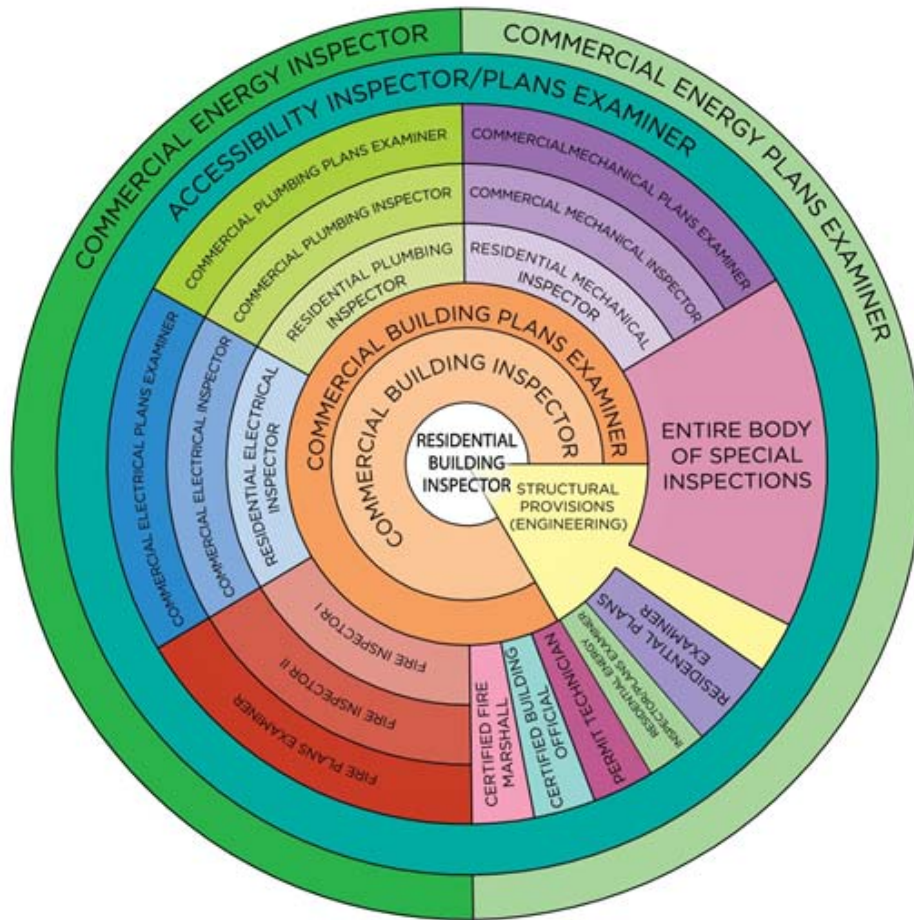 COMMERCIAL ENERGY INSPECTOR
COMMERCIAL ENERGY PLANS EXAMINER
ACCESSIBILITY INSPECTOR/PLANS EXAMINER
COMMERCIAL PLUMBING PLANS EXAMINER
COMMERCIAL PLUMBING INSPECTOR
RESIDENTIAL PLUMBING
INSPECTOR
COMMERCIALMECHANICAL PLANS EXAMINER
COMMERCIAL MECHANICAL INSPECTOR
RESIDENTIAL MECHANICAL
INSPECTOR
COMMERCIAL BUILDING PLANS EXAMINER
COMMERCIAL BUILDING INSPECTOR
RESIDENTIAL
BUILDING
INSPECTOR
STRUCTURAL
PROVISIONS
(ENGINEERING)
ENTIRE BODY
OF SPECIAL
INSPECTIONS
COMMERCIAL ELECTRICAL PLANS EXAMINER
COMMERCIAL ELECTRICAL INSPECTOR
RESIDENTIAL ELECTRICAL
INSPECTOR
FIRE INSPECTOR I
FIRE INSPECTOR II
FIRE PLANS EXAMINER
CERTIFIED FIRE
MARSHALL
CERTIFIED BUILDING
OFFICIAL
PERMIT TECHNICIAN
RESIDENTIAL ENERGY
INSPECTOR/PLANS EXAMINER
RESIDENTIAL PLANS
EXAMINER